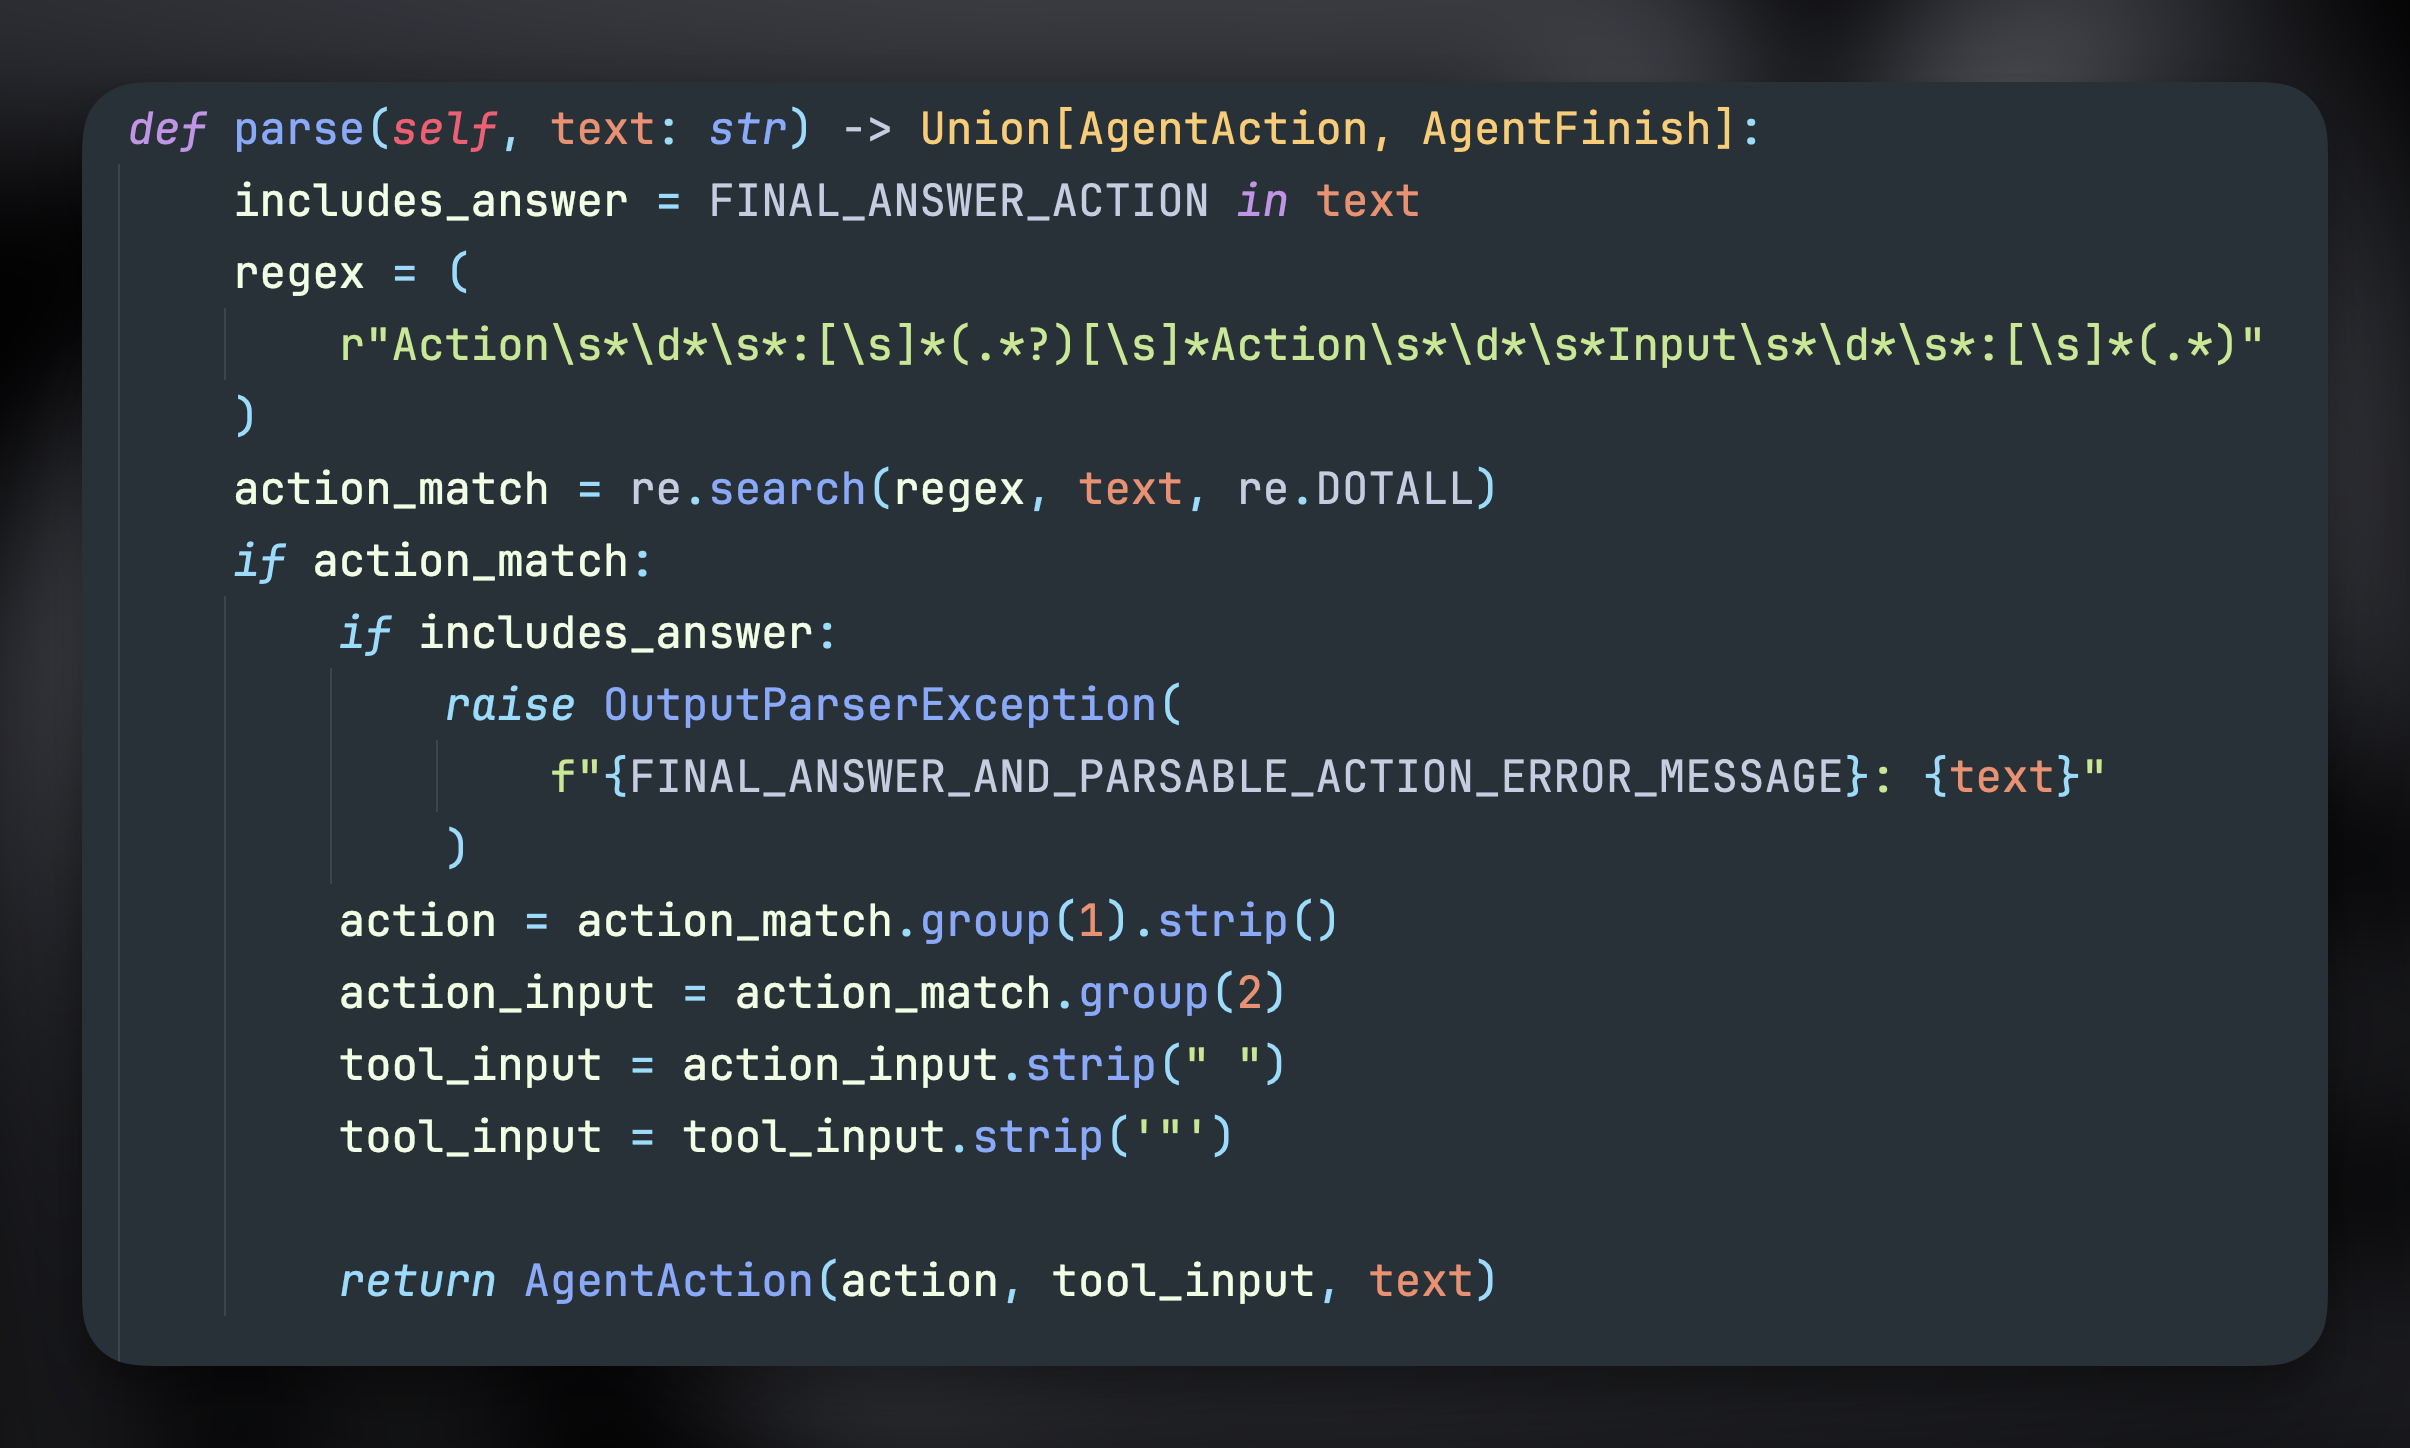 def parse(self, text: str) -> Union[AgentAction, AgentFinish]:
    includes_answer = FINAL_ANSWER_ACTION in text
    regex = (
        r"Action\s*\d*\s*:[\s]*(.*?)[\s]*Action\s*\d*\s*Input\s*\d*\s*:[\s]*(.*)"
    )
    action_match = re.search(regex, text, re.DOTALL)
    if action_match:
        if includes_answer:
            raise OutputParserException(
                f"{FINAL_ANSWER_AND_PARSABLE_ACTION_ERROR_MESSAGE}: {text}"
            )
        action = action_match.group(1).strip()
        action_input = action_match.group(2)
        tool_input = action_input.strip(" ")
        tool_input = tool_input.strip('"')

        return AgentAction(action, tool_input, text)